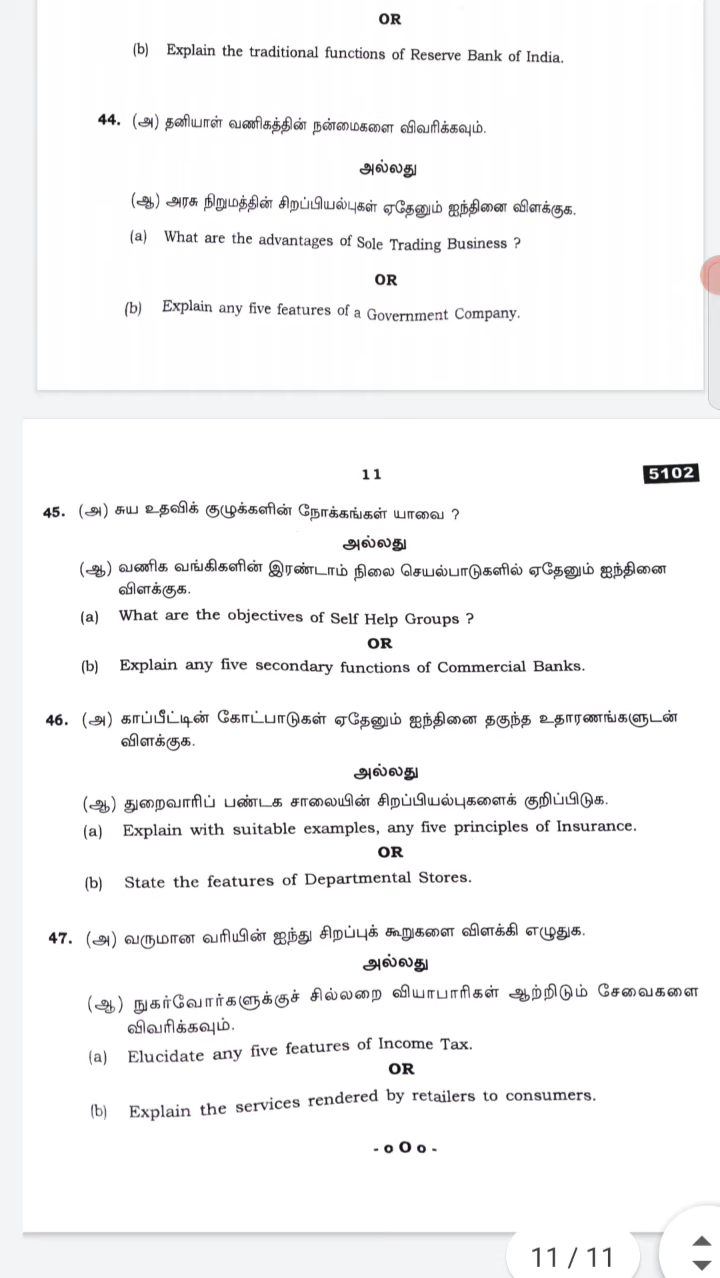 OR
(b) Explain the traditional functions of Reserve Bank of India.
44. (அ) தனியாள் வணிகத்தின் நன்மைகளை விவரிக்கவும்.
அல்லது
(ஆ) அரசு நிறுமத்தின் சிறப்பியல்புகள் ஏதேனும் ஐந்தினை விளக்குக.
(a) What are the advantages of Sole Trading Business ?
OR
(b) Explain any five features of a Government Company.
11
5102
45. (அ) சுய உதவிக் குழுக்களின் நோக்கங்கள் யாவை ?
அல்லது
(ஆ) வணிக வங்கிகளின் இரண்டாம் நிலை செயல்பாடுகளில் ஏதேனும் ஐந்தினை
விளக்குக.
(a) What are the objectives of Self Help Groups ?
OR
(b) Explain any five secondary functions of Commercial Banks.
46. (அ) காப்பீட்டின் கோட்பாடுகள் ஏதேனும் ஐந்தினை தகுந்த உதாரணங்களுடன்
விளக்குக.
அல்லது
(ஆ) துறைவாரிப் பண்டக சாலையின் சிறப்பியல்புகளைக் குறிப்பிடுக.
(a) Explain with suitable examples, any five principles of Insurance.
OR
(b) State the features of Departmental Stores.
47. (அ) வருமான வரியின் ஐந்து சிறப்புக் கூறுகளை விளக்கி எழுதுக.
அல்லது
(ஆ) நுகர்வோர்களுக்குச் சில்லறை வியாபாரிகள் ஆற்றிடும் சேவைகளை
விவரிக்கவும்.
(a) Elucidate any five features of Income Tax.
OR
(b) Explain the services rendered by retailers to consumers.
- o O o -
11 / 11